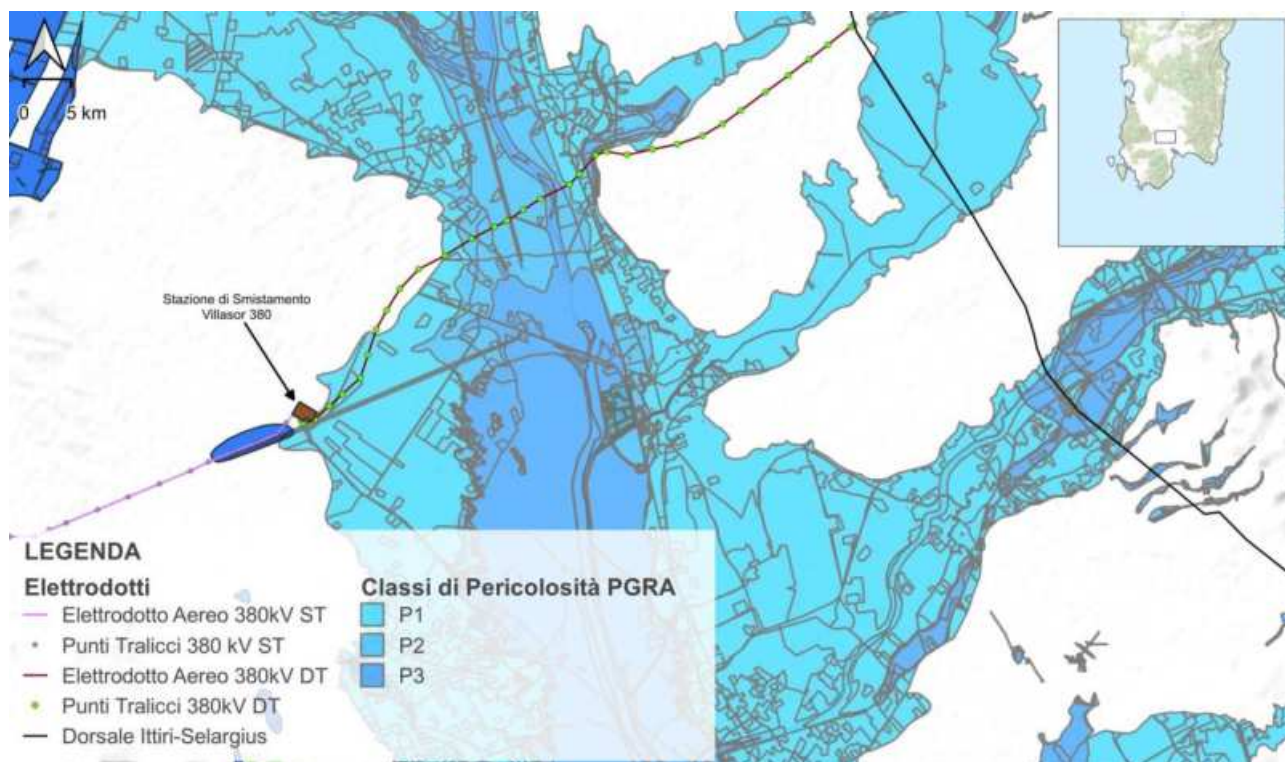 0 5 km
Stazione di Smistamento
Villasor 380
LEGENDA
Elettrodotti
Elettrodotto Aereo 380kV ST
Punti Tralicci 380 kV ST
Elettrodotto Aereo 380kV DT
Punti Tralicci 380kV DT
Dorsale Ittiri-Selargius
Classi di Pericolosità PGRA
P1
P2
P3